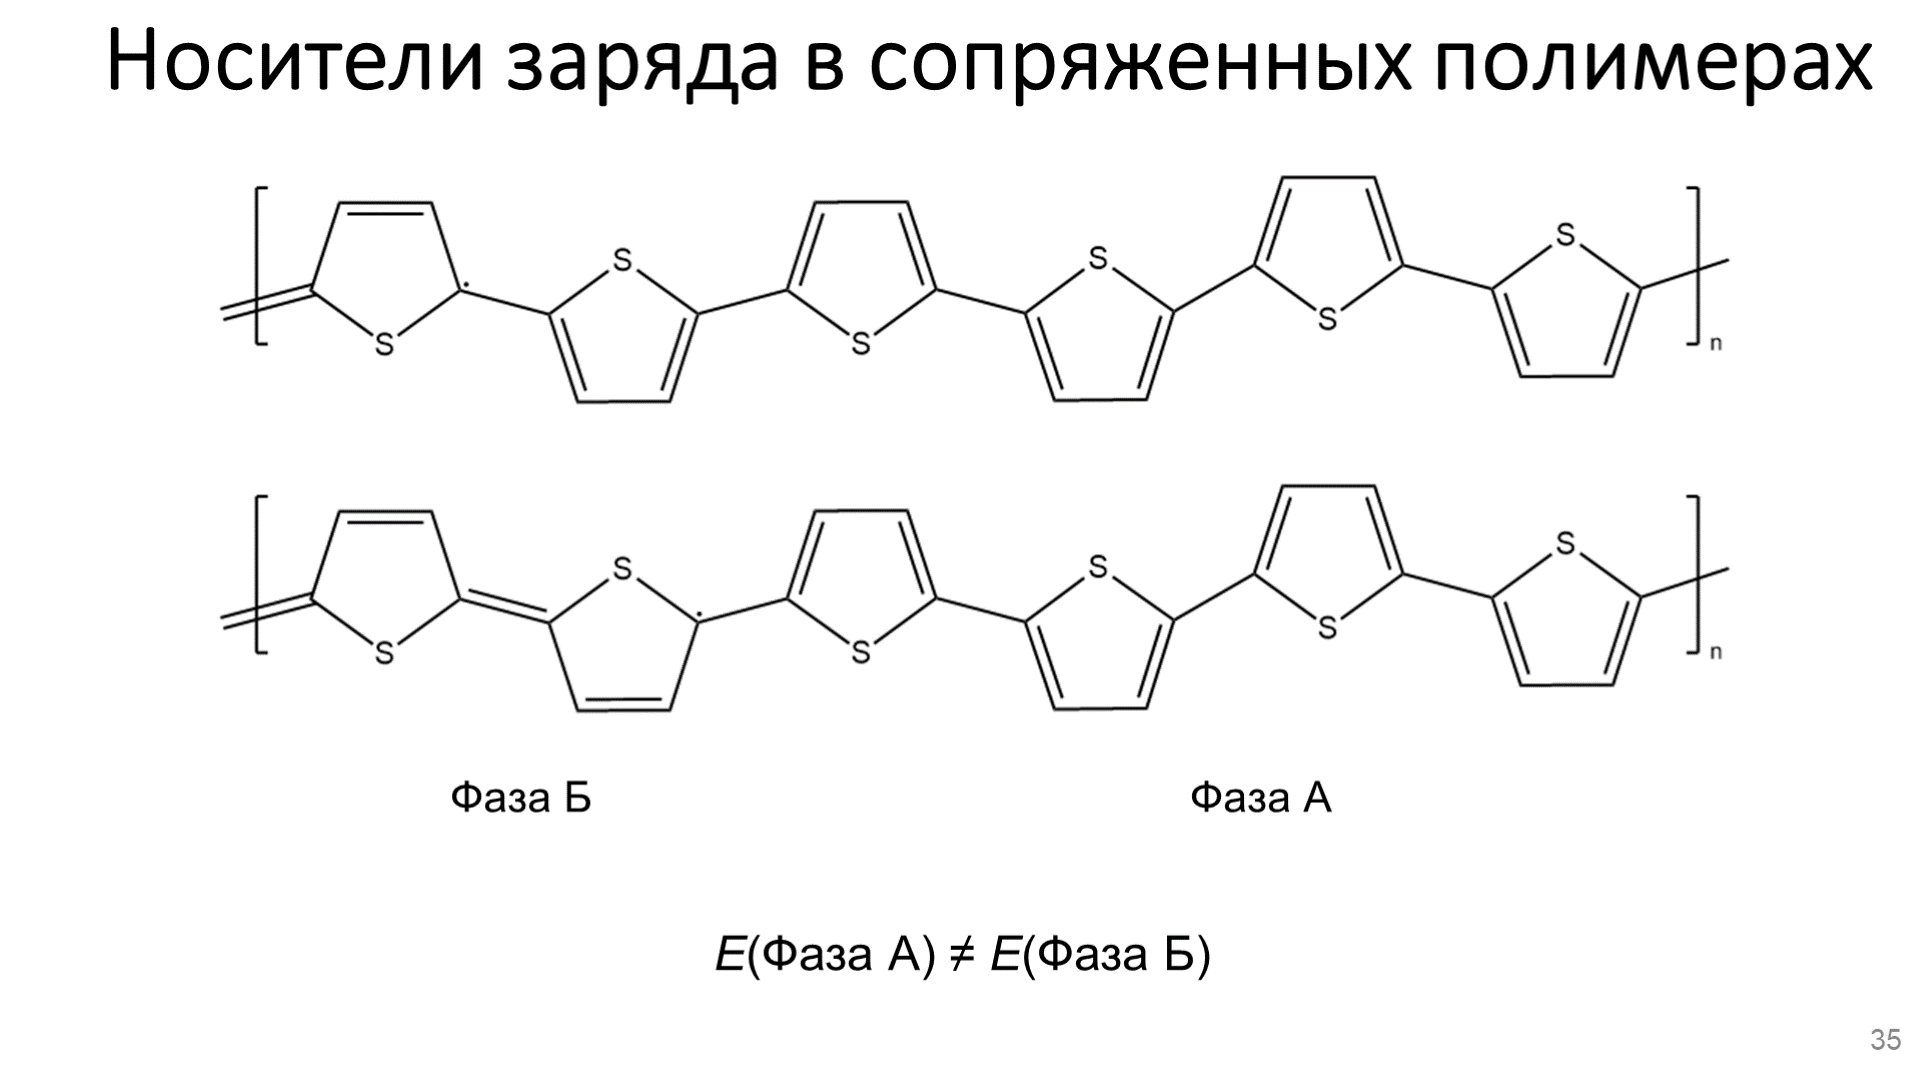 Носители заряда в сопряженных полимерах
S S S
S S S n
S S S
S S S n
Фаза Б Фаза А
E(Фаза А) ≠ E(Фаза Б)
35